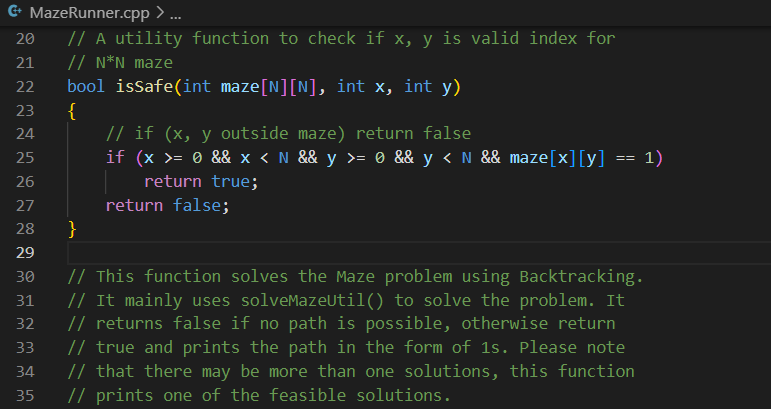 MazeRunner.cpp > ...
20 // A utility function to check if x, y is valid index for
21 // N*N maze
22 bool isSafe(int maze[N][N], int x, int y)
23 {
24     // if (x, y outside maze) return false
25     if (x >= 0 && x < N && y >= 0 && y < N && maze[x][y] == 1)
26         return true;
27     return false;
28 }
29
30 // This function solves the Maze problem using Backtracking.
31 // It mainly uses solveMazeUtil() to solve the problem. It
32 // returns false if no path is possible, otherwise return
33 // true and prints the path in the form of 1s. Please note
34 // that there may be more than one solutions, this function
35 // prints one of the feasible solutions.